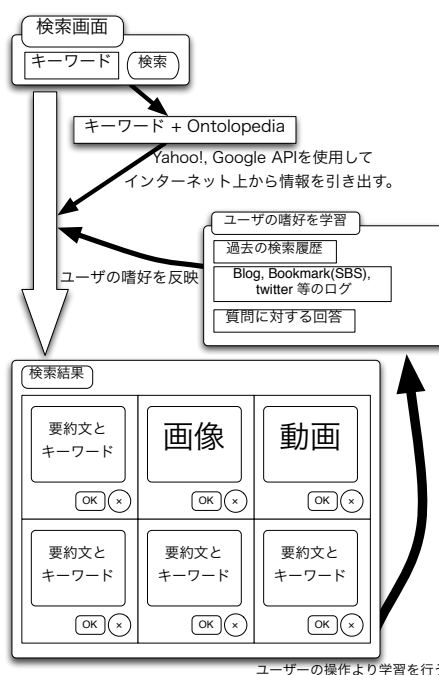 検索画面
キーワード
検索
キーワード + Ontolopedia
Yahoo!, Google APIを使用して
インターネット上から情報を引き出す。
ユーザの嗜好を学習
過去の検索履歴
Blog, Bookmark(SBS),
twitter 等のログ
質問に対する回答
ユーザの嗜好を反映
検索結果
要約文と
キーワード
OK ×
画像
OK ×
動画
OK ×
要約文と
キーワード
OK ×
要約文と
キーワード
OK ×
要約文と
キーワード
OK ×
ユーザーの操作より学習を行う